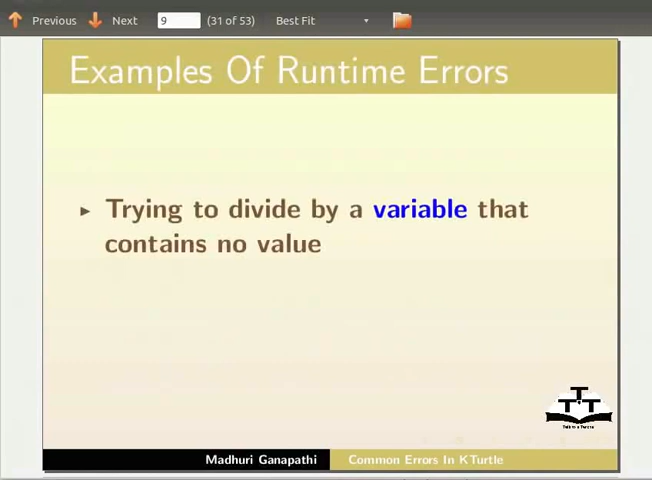 Previous Next 9 (31 of 53) Best Fit
Examples Of Runtime Errors
Trying to divide by a variable that
contains no value
TTT
Madhuri Ganapathi Common Errors In KTurtle